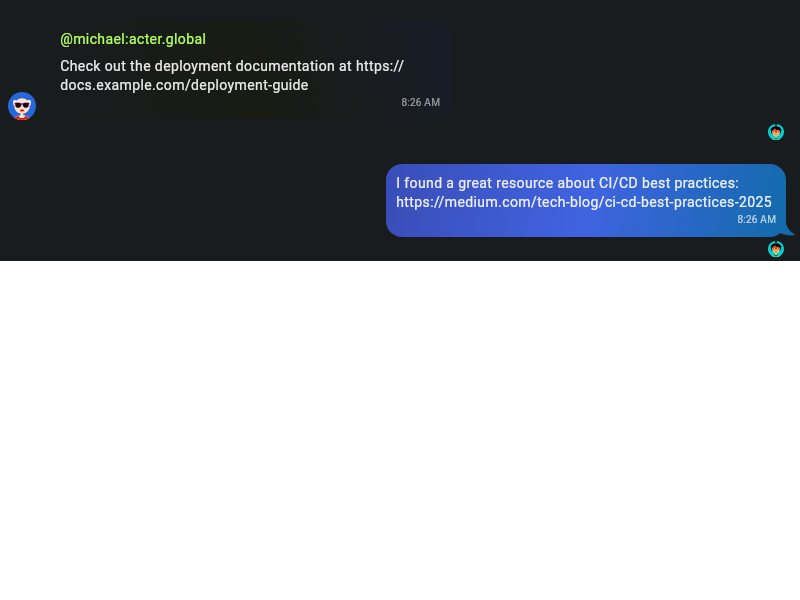 @michael:acter.global
Check out the deployment documentation at https://
docs.example.com/deployment-guide
8:26 AM
I found a great resource about CI/CD best practices:
https://medium.com/tech-blog/ci-cd-best-practices-2025
8:26 AM